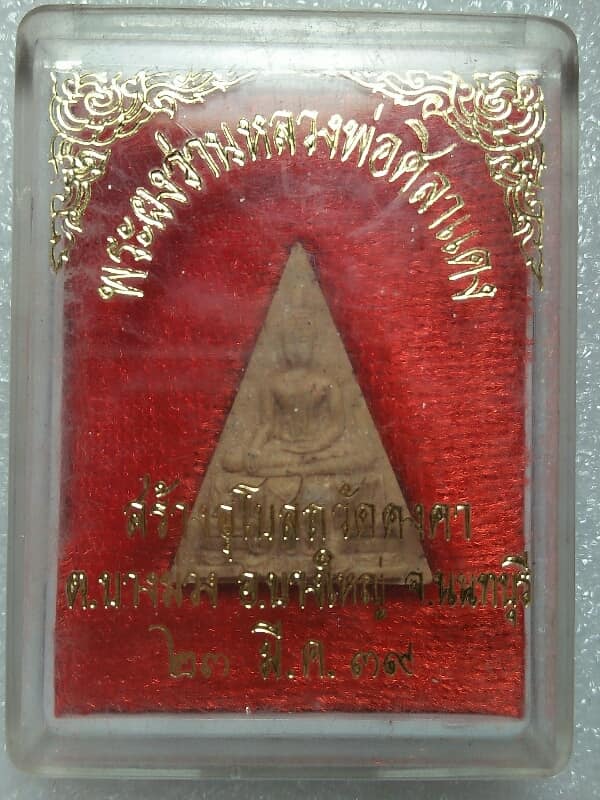 พระผงว่านหลวงพ่อศิลาแดง
สร้างอุโบสถวัดคงคา
ต.บางม่วง อ.บางใหญ่ จ.นนทบุรี
๒๓ มี.ค. ๓๙